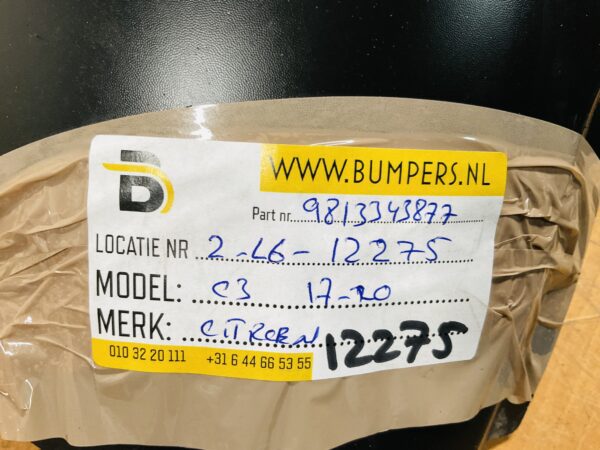 B
WWW.BUMPERS.NL
Part nr. 9813343877
LOCATIE NR 2-L6-12275
MODEL: C3 17-20
MERK: CITROEN
010 32 20 111 +31 6 44 66 53 55 12275